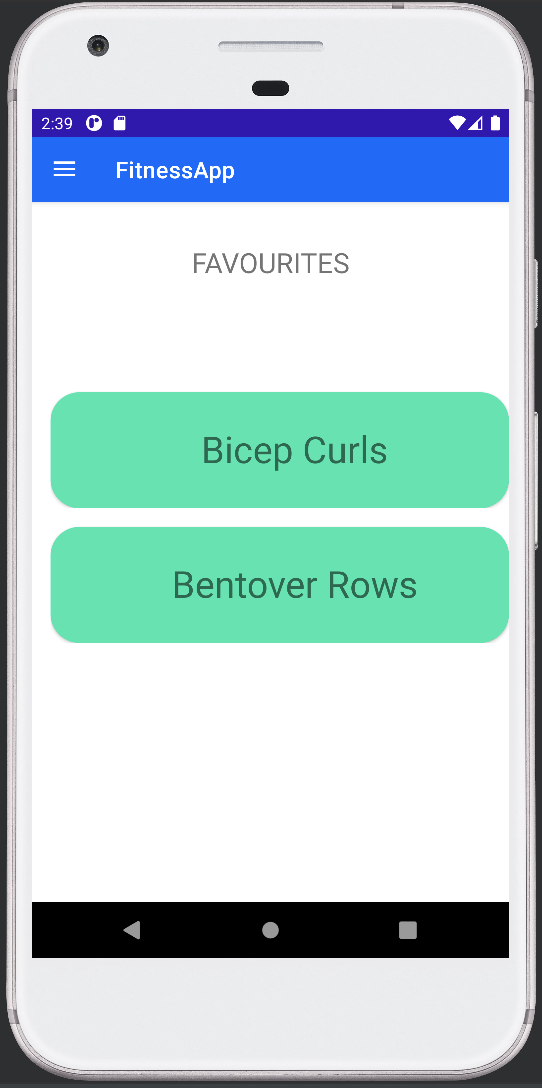 2:39
FitnessApp
FAVOURITES
Bicep Curls
Bentover Rows